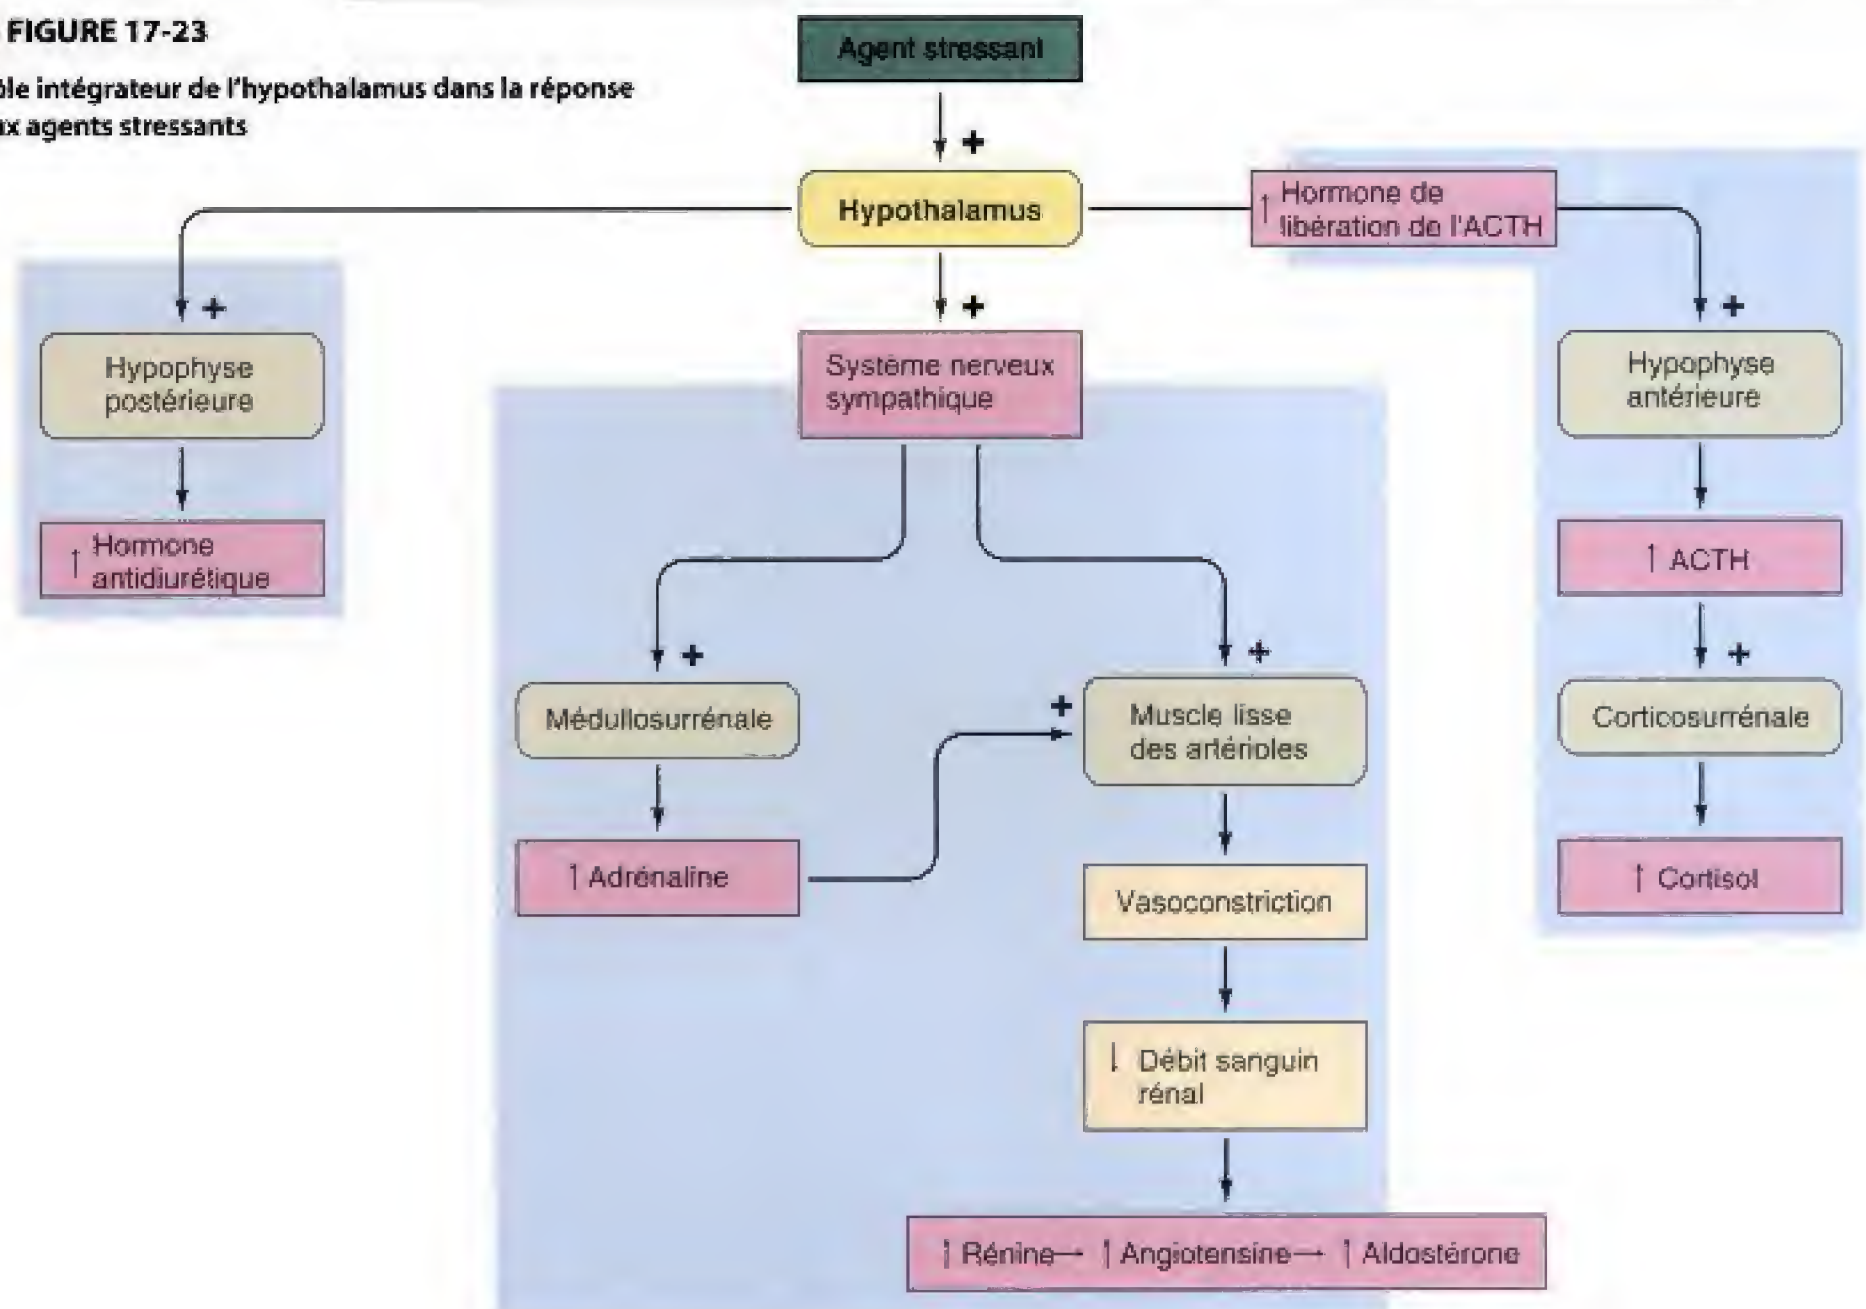 FIGURE 17-23
ôle intégrateur de l'hypothalamus dans la réponse
ux agents stressants
Agent stressant
+
Hypothalamus
↑ Hormone de
libération de l'ACTH
+
+
+
Hypophyse
postérieure
Système nerveux
sympathique
Hypophyse
antérieure
↑ Hormone
antidiurétique
↑ ACTH
+
+
+
Médullosurrénale
+
Muscle lisse
des artérioles
Corticosurrénale
↑ Adrénaline
Vasoconstriction
↑ Cortisol
↓ Débit sanguin
rénal
↑ Rénine → ↑ Angiotensine → ↑ Aldostérone